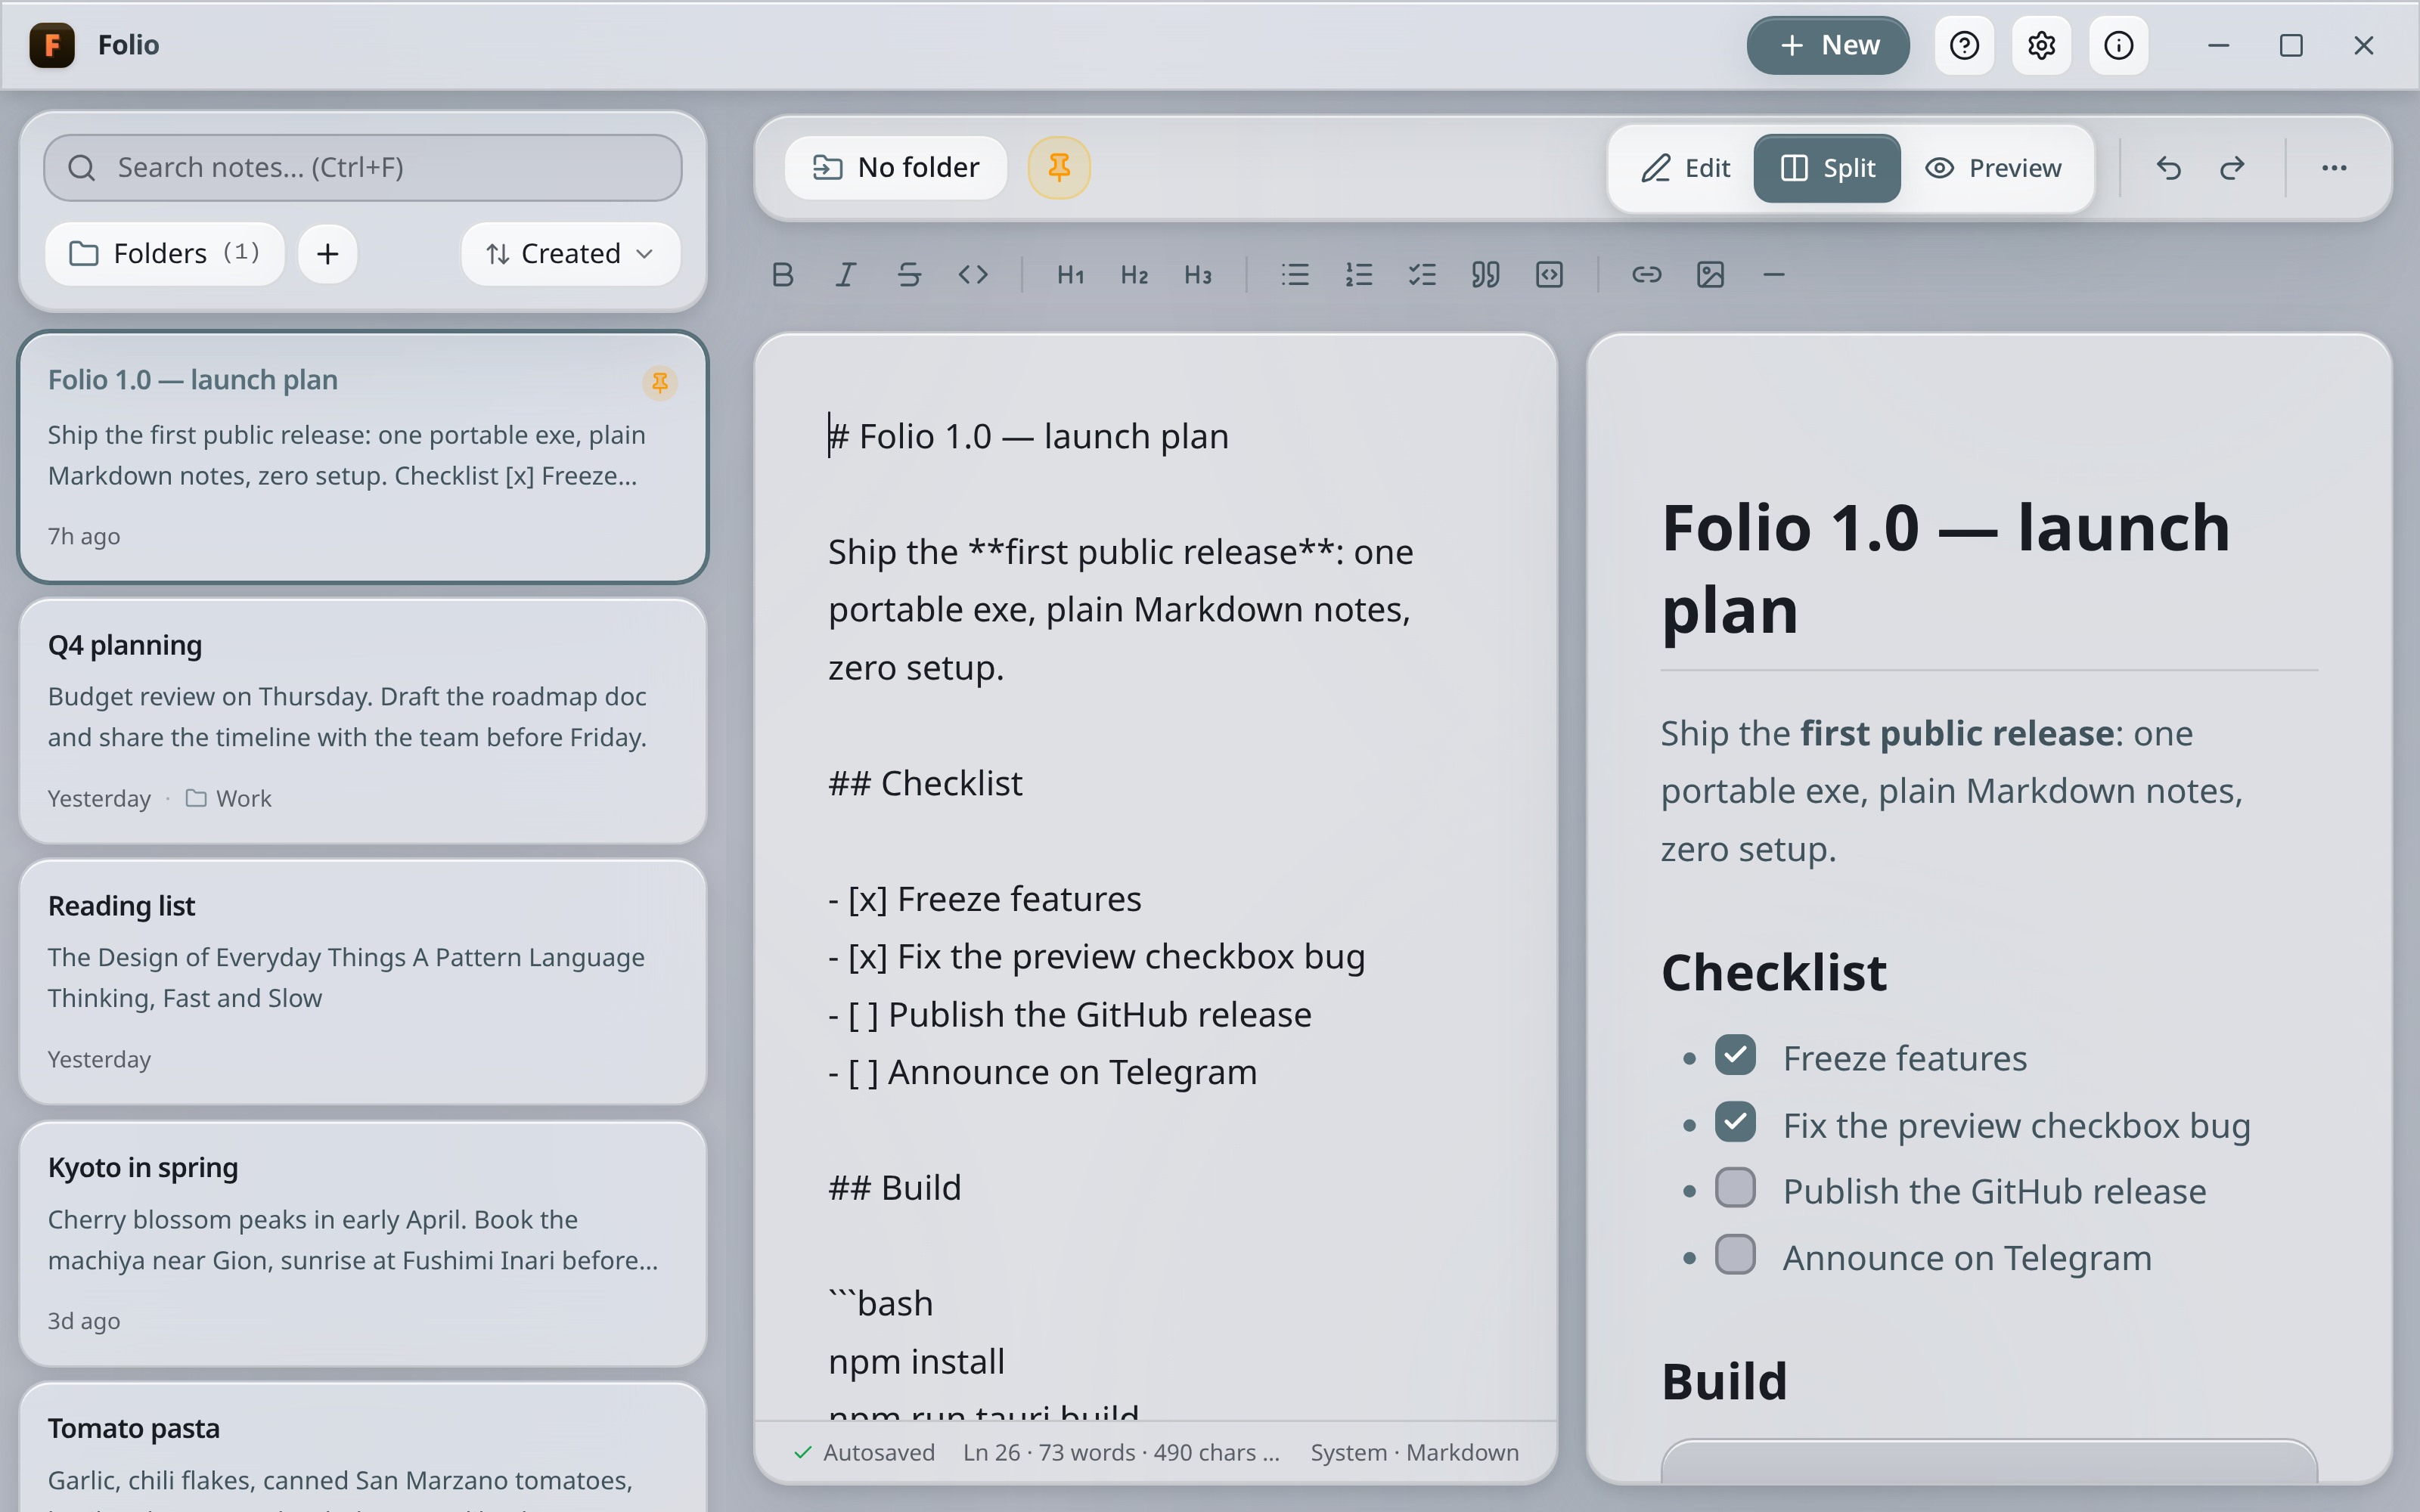 F Folio
New
Search notes... (Ctrl+F)
Folders (1)
Created
Folio 1.0 — launch plan
Ship the first public release: one portable exe, plain
Markdown notes, zero setup. Checklist [x] Freeze...
7h ago
Q4 planning
Budget review on Thursday. Draft the roadmap doc
and share the timeline with the team before Friday.
Yesterday · Work
Reading list
The Design of Everyday Things A Pattern Language
Thinking, Fast and Slow
Yesterday
Kyoto in spring
Cherry blossom peaks in early April. Book the
machiya near Gion, sunrise at Fushimi Inari before...
3d ago
Tomato pasta
Garlic, chili flakes, canned San Marzano tomatoes,
No folder
Edit
Split
Preview
H1 H2 H3
# Folio 1.0 — launch plan
Ship the **first public release**: one
portable exe, plain Markdown notes,
zero setup.
## Checklist
- [x] Freeze features
- [x] Fix the preview checkbox bug
- [ ] Publish the GitHub release
- [ ] Announce on Telegram
## Build
```bash
npm install
npm run tauri build
Autosaved
Ln 26 · 73 words · 490 chars ...
System · Markdown
Folio 1.0 — launch
plan
Ship the first public release: one
portable exe, plain Markdown notes,
zero setup.
Checklist
Freeze features
Fix the preview checkbox bug
Publish the GitHub release
Announce on Telegram
Build